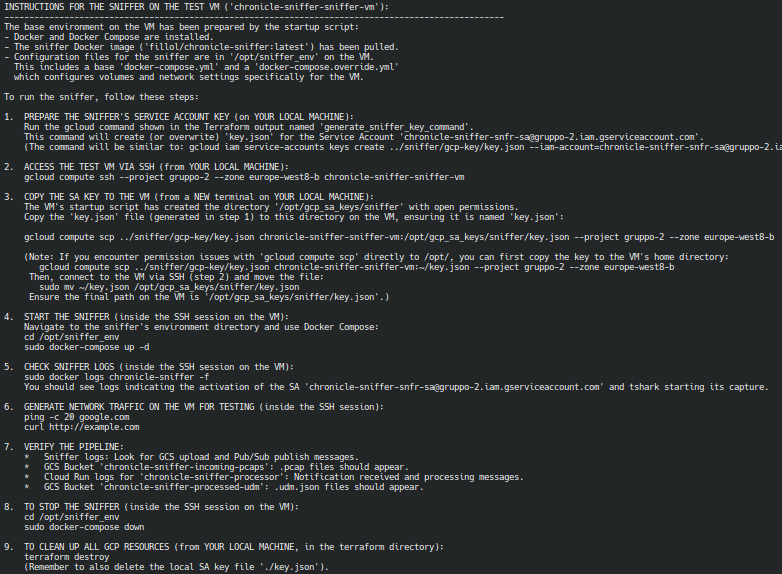 INSTRUCTIONS FOR THE SNIFFER ON THE TEST VM ('chronicle-sniffer-sniffer-vm'):
----------------------------------------------------------------------------------------------------
The base environment on the VM has been prepared by the startup script:
- Docker and Docker Compose are installed.
- The sniffer Docker image ('fillol/chronicle-sniffer:latest') has been pulled.
- Configuration files for the sniffer are in '/opt/sniffer_env' on the VM.
  This includes a base 'docker-compose.yml' and a 'docker-compose.override.yml'
  which configures volumes and network settings specifically for the VM.

To run the sniffer, follow these steps:

1.  PREPARE THE SNIFFER'S SERVICE ACCOUNT KEY (on YOUR LOCAL MACHINE):
    Run the gcloud command shown in the Terraform output named 'generate_sniffer_key_command'.
    This command will create (or overwrite) 'key.json' for the Service Account 'chronicle-sniffer-snfr-sa@gruppo-2.iam.gserviceaccount.com'.
    (The command will be similar to: gcloud iam service-accounts keys create ../sniffer/gcp-key/key.json --iam-account=chronicle-sniffer-snfr-sa@gruppo-2.ia

2.  ACCESS THE TEST VM VIA SSH (from YOUR LOCAL MACHINE):
    gcloud compute ssh --project gruppo-2 --zone europe-west8-b chronicle-sniffer-sniffer-vm

3.  COPY THE SA KEY TO THE VM (from a NEW terminal on YOUR LOCAL MACHINE):
    The VM's startup script has created the directory '/opt/gcp_sa_keys/sniffer' with open permissions.
    Copy the 'key.json' file (generated in step 1) to this directory on the VM, ensuring it is named 'key.json':

    gcloud compute scp ../sniffer/gcp-key/key.json chronicle-sniffer-sniffer-vm:/opt/gcp_sa_keys/sniffer/key.json --project gruppo-2 --zone europe-west8-b

    (Note: If you encounter permission issues with 'gcloud compute scp' directly to /opt/, you can first copy the key to the VM's home directory:
       gcloud compute scp ../sniffer/gcp-key/key.json chronicle-sniffer-sniffer-vm:~/key.json --project gruppo-2 --zone europe-west8-b
     Then, connect to the VM via SSH (step 2) and move the file:
       sudo mv ~/key.json /opt/gcp_sa_keys/sniffer/key.json
     Ensure the final path on the VM is '/opt/gcp_sa_keys/sniffer/key.json'.)

4.  START THE SNIFFER (inside the SSH session on the VM):
    Navigate to the sniffer's environment directory and use Docker Compose:
    cd /opt/sniffer_env
    sudo docker-compose up -d

5.  CHECK SNIFFER LOGS (inside the SSH session on the VM):
    sudo docker logs chronicle-sniffer -f
    You should see logs indicating the activation of the SA 'chronicle-sniffer-snfr-sa@gruppo-2.iam.gserviceaccount.com' and tshark starting its capture.

6.  GENERATE NETWORK TRAFFIC ON THE VM FOR TESTING (inside the SSH session):
    ping -c 20 google.com
    curl http://example.com

7.  VERIFY THE PIPELINE:
    *   Sniffer logs: Look for GCS upload and Pub/Sub publish messages.
    *   GCS Bucket 'chronicle-sniffer-incoming-pcaps': .pcap files should appear.
    *   Cloud Run logs for 'chronicle-sniffer-processor': Notification received and processing messages.
    *   GCS Bucket 'chronicle-sniffer-processed-udm': .udm.json files should appear.

8.  TO STOP THE SNIFFER (inside the SSH session on the VM):
    cd /opt/sniffer_env
    sudo docker-compose down

9.  TO CLEAN UP ALL GCP RESOURCES (from YOUR LOCAL MACHINE, in the terraform directory):
    terraform destroy
    (Remember to also delete the local SA key file './key.json').